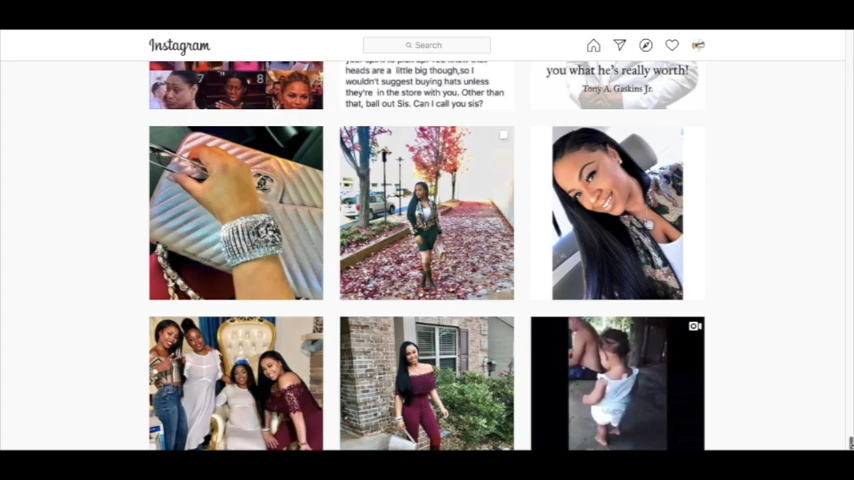 Instagram
Search
7
8
heads are a little big though,so I
wouldn't suggest buying hats unless
they're in the store with you. Other than
that, ball out Sis. Can I call you sis?
you what he's really worth!
Tony A. Gaskins Jr.